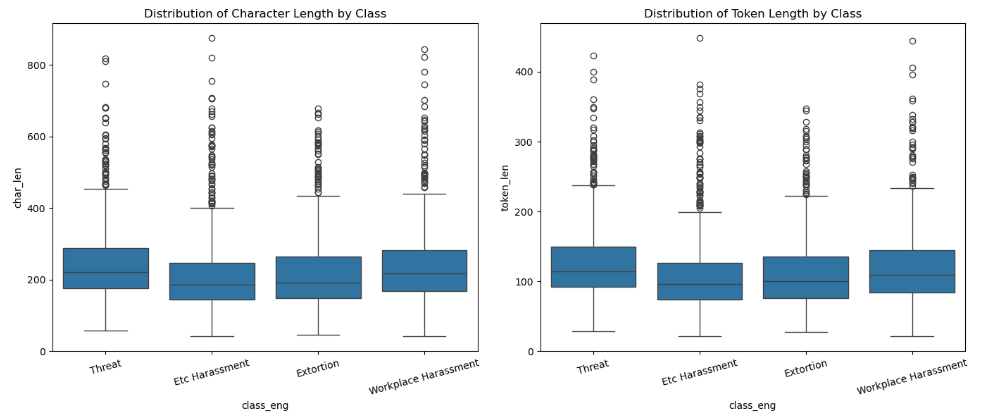 Distribution of Character Length by Class
800
600
400
200
0
char_len
Threat
Etc Harassment
Extortion
Workplace Harassment
class_eng
Distribution of Token Length by Class
400
300
200
100
0
token_len
Threat
Etc Harassment
Extortion
Workplace Harassment
class_eng